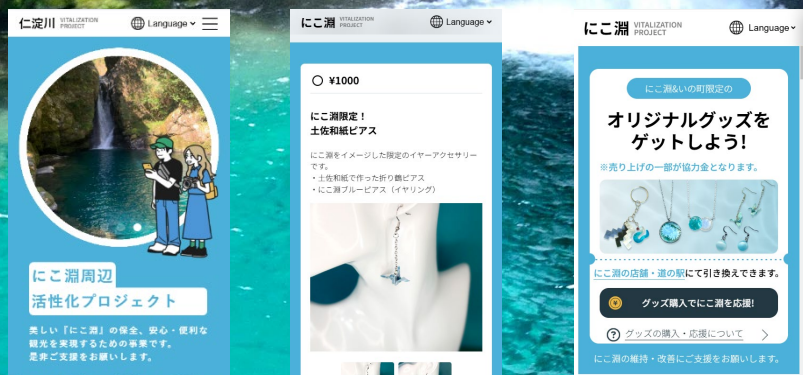 仁淀川 VITALIZATION PROJECT Language
にこ淵周辺
活性化プロジェクト
美しい『にこ淵』の保全、安心・便利な
観光を実現するための事業です。
是非ご支援をお願いします。
にこ淵 VITALIZATION PROJECT Language
¥1000
にこ淵限定！
土佐和紙ピアス
にこ淵をイメージした限定のイヤーアクセサリー
です。
・土佐和紙で作った折り鶴ピアス
・にこ淵ブルーピアス（イヤリング）
にこ淵 VITALIZATION PROJECT Language
にこ淵&いの町限定の
オリジナルグッズを
ゲットしよう!
※売り上げの一部が協力金となります。
にこ淵の店舗・道の駅にて引き換えできます。
グッズ購入でにこ淵を応援!
グッズの購入・応援について
にこ淵の維持・改善にご支援をお願いします。